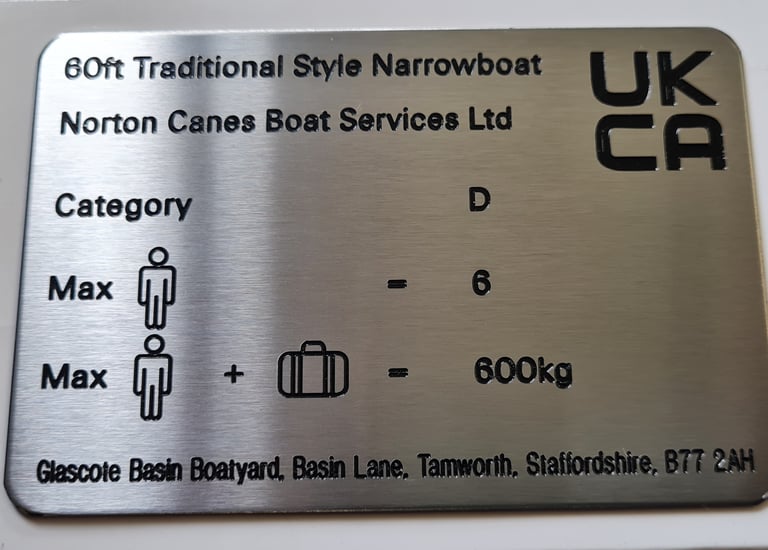 60ft Traditional Style Narrowboat
Norton Canes Boat Services Ltd
UK
CA
Category D
Max = 6
Max + = 600kg
Glascote Basin Boatyard, Basin Lane, Tamworth, Staffordshire, B77 2AH